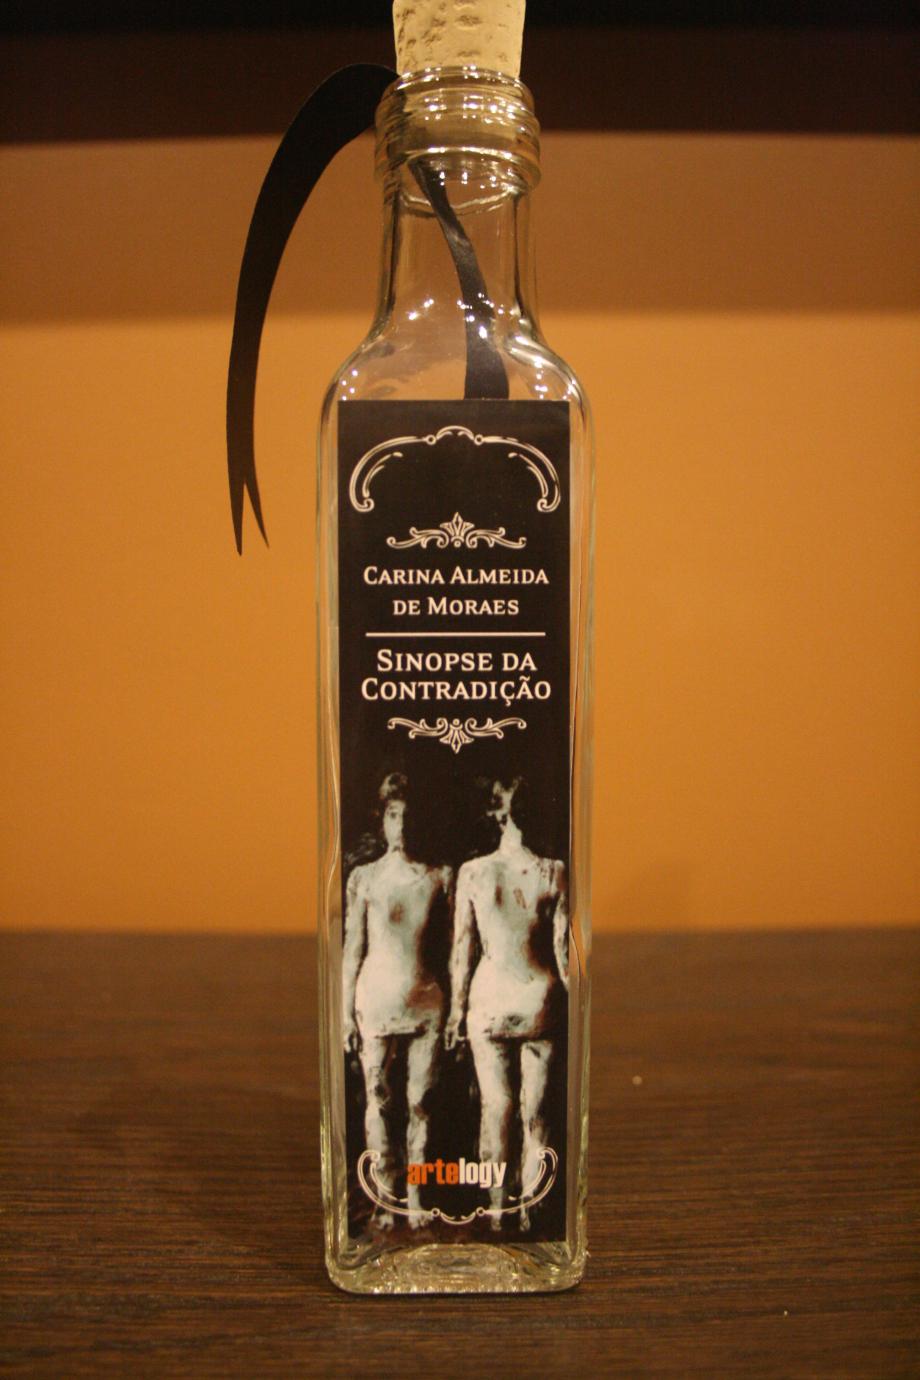 CARINA ALMEIDA
DE MORAES
SINOPSE DA
CONTRADIÇÃO
artelogy